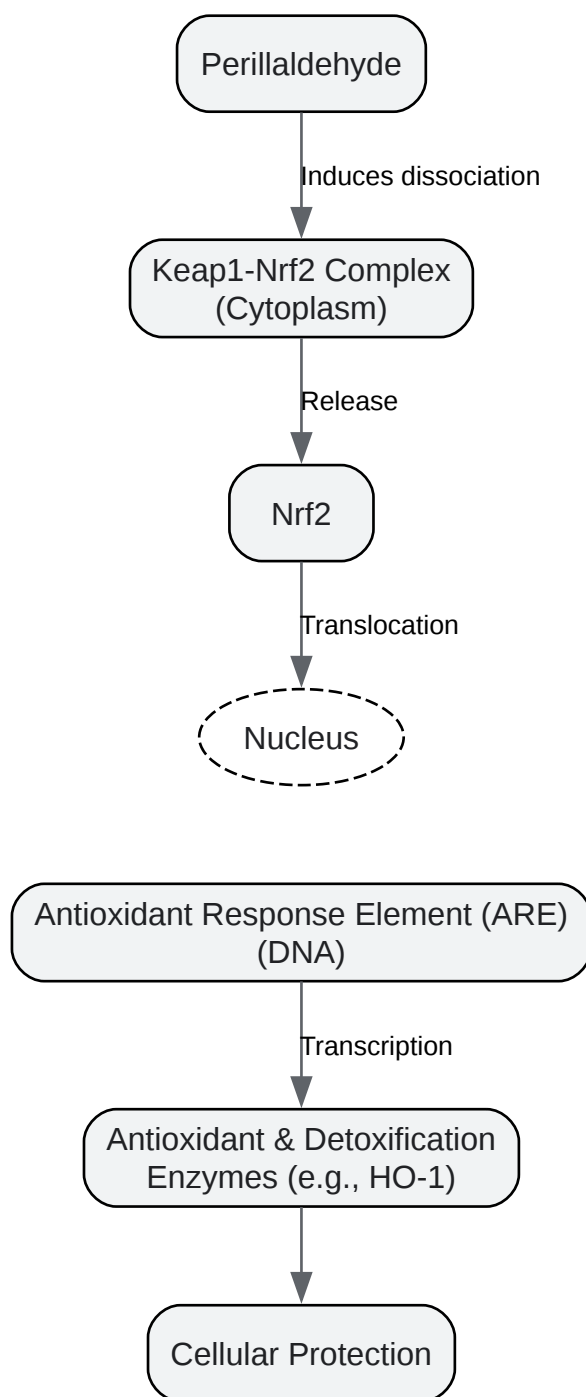 Perillaldehyde
Induces dissociation
Keap1-Nrf2 Complex
(Cytoplasm)
Release
Nrf2
Translocation
Nucleus
Antioxidant Response Element (ARE)
(DNA)
Transcription
Antioxidant & Detoxification
Enzymes (e.g., HO-1)
Cellular Protection